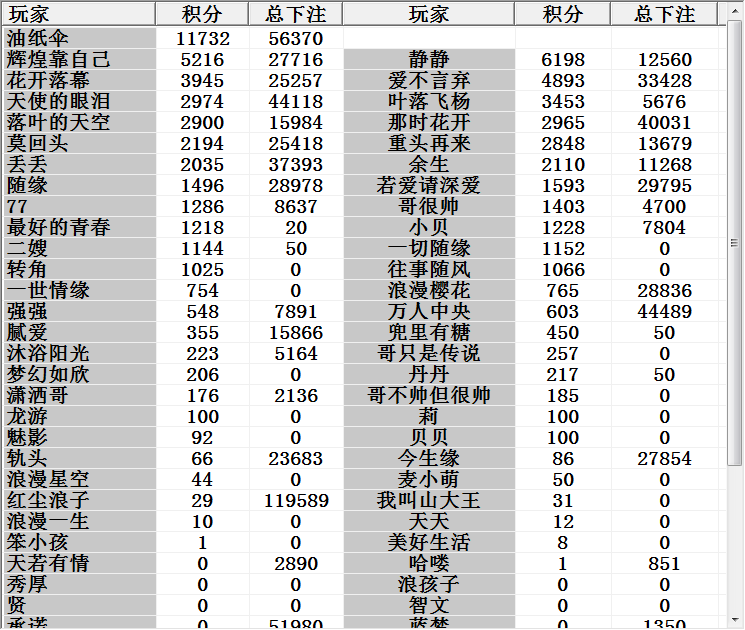 玩家 积分 总下注 玩家 积分 总下注
油纸伞 11732 56370
辉煌靠自己 5216 27716 静静 6198 12560
花开落幕 3945 25257 爱不言弃 4893 33428
天使的眼泪 2974 44118 叶落飞杨 3453 5676
落叶的天空 2900 15984 那时花开 2965 40031
莫回头 2194 25418 重头再来 2848 13679
丢丢 2035 37393 余生 2110 11268
随缘 1496 28978 若爱请深爱 1593 29795
77 1286 8637 哥很帅 1403 4700
最好的青春 1218 20 小贝 1228 7804
二嫂 1144 50 一切随缘 1152 0
转角 1025 0 往事随风 1066 0
一世情缘 754 0 浪漫樱花 765 28836
强强 548 7891 万人中央 603 44489
腻爱 355 15866 兜里有糖 450 50
沐浴阳光 223 5164 哥只是传说 257 0
梦幻如欣 206 0 丹丹 217 50
潇洒哥 176 2136 哥不帅但很帅 185 0
龙游 100 0 莉 100 0
魅影 92 0 贝贝 100 0
轨头 66 23683 今生缘 86 27854
浪漫星空 44 0 麦小萌 50 0
红尘浪子 29 119589 我叫山大王 31 0
浪漫一生 10 0 天天 12 0
笨小孩 1 0 美好生活 8 0
天若有情 0 2890 哈喽 1 851
秀厚 0 0 浪孩子 0 0
贤 0 0 智文 0 0
承诺 0 51980 蓝梦 0 1350